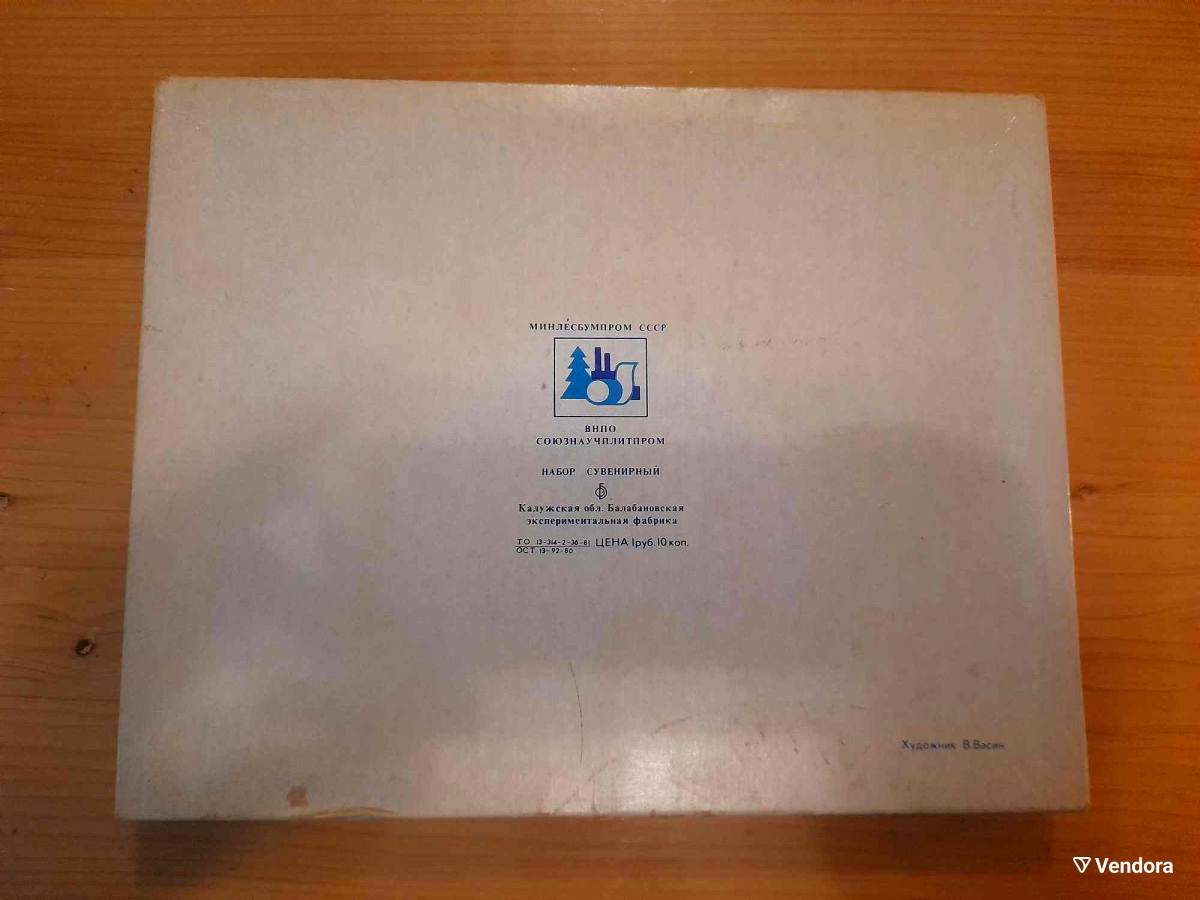 МИНЛЕСБУМПРОМ СССР
ВНПО
СОЮЗНАУЧПЛИТПРОМ
НАБОР СУВЕНИРНЫЙ
Калужская обл. Балабановская
экспериментальная фабрика
ТО 13-314-2-36-81 ЦЕНА 1руб. 10 коп.
ОСТ 13-92-80
Художник В.Васин
Vendora